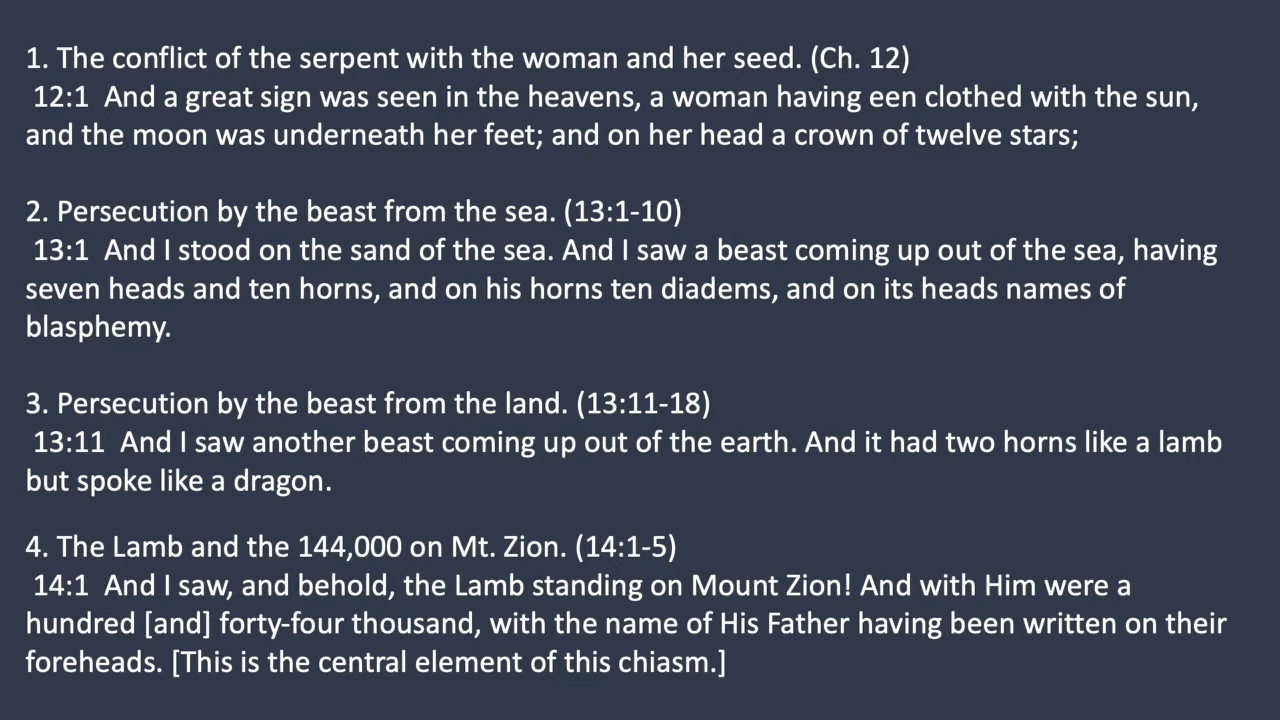 1. The conflict of the serpent with the woman and her seed. (Ch. 12)
12:1  And a great sign was seen in the heavens, a woman having een clothed with the sun,
and the moon was underneath her feet; and on her head a crown of twelve stars;
2. Persecution by the beast from the sea. (13:1-10)
13:1  And I stood on the sand of the sea. And I saw a beast coming up out of the sea, having
seven heads and ten horns, and on his horns ten diadems, and on its heads names of
blasphemy.
3. Persecution by the beast from the land. (13:11-18)
13:11  And I saw another beast coming up out of the earth. And it had two horns like a lamb
but spoke like a dragon.
4. The Lamb and the 144,000 on Mt. Zion. (14:1-5)
14:1  And I saw, and behold, the Lamb standing on Mount Zion! And with Him were a
hundred [and] forty-four thousand, with the name of His Father having been written on their
foreheads. [This is the central element of this chiasm.]